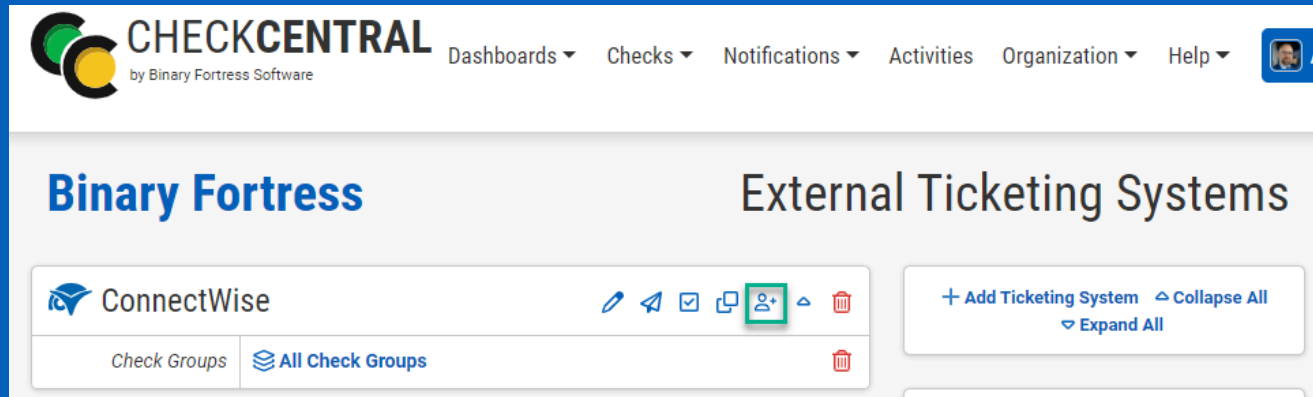 CHECKCENTRAL
by Binary Fortress Software
Dashboards Checks Notifications Activities Organization Help
Binary Fortress
External Ticketing Systems
ConnectWise
Check Groups All Check Groups
+ Add Ticketing System Collapse All
Expand All